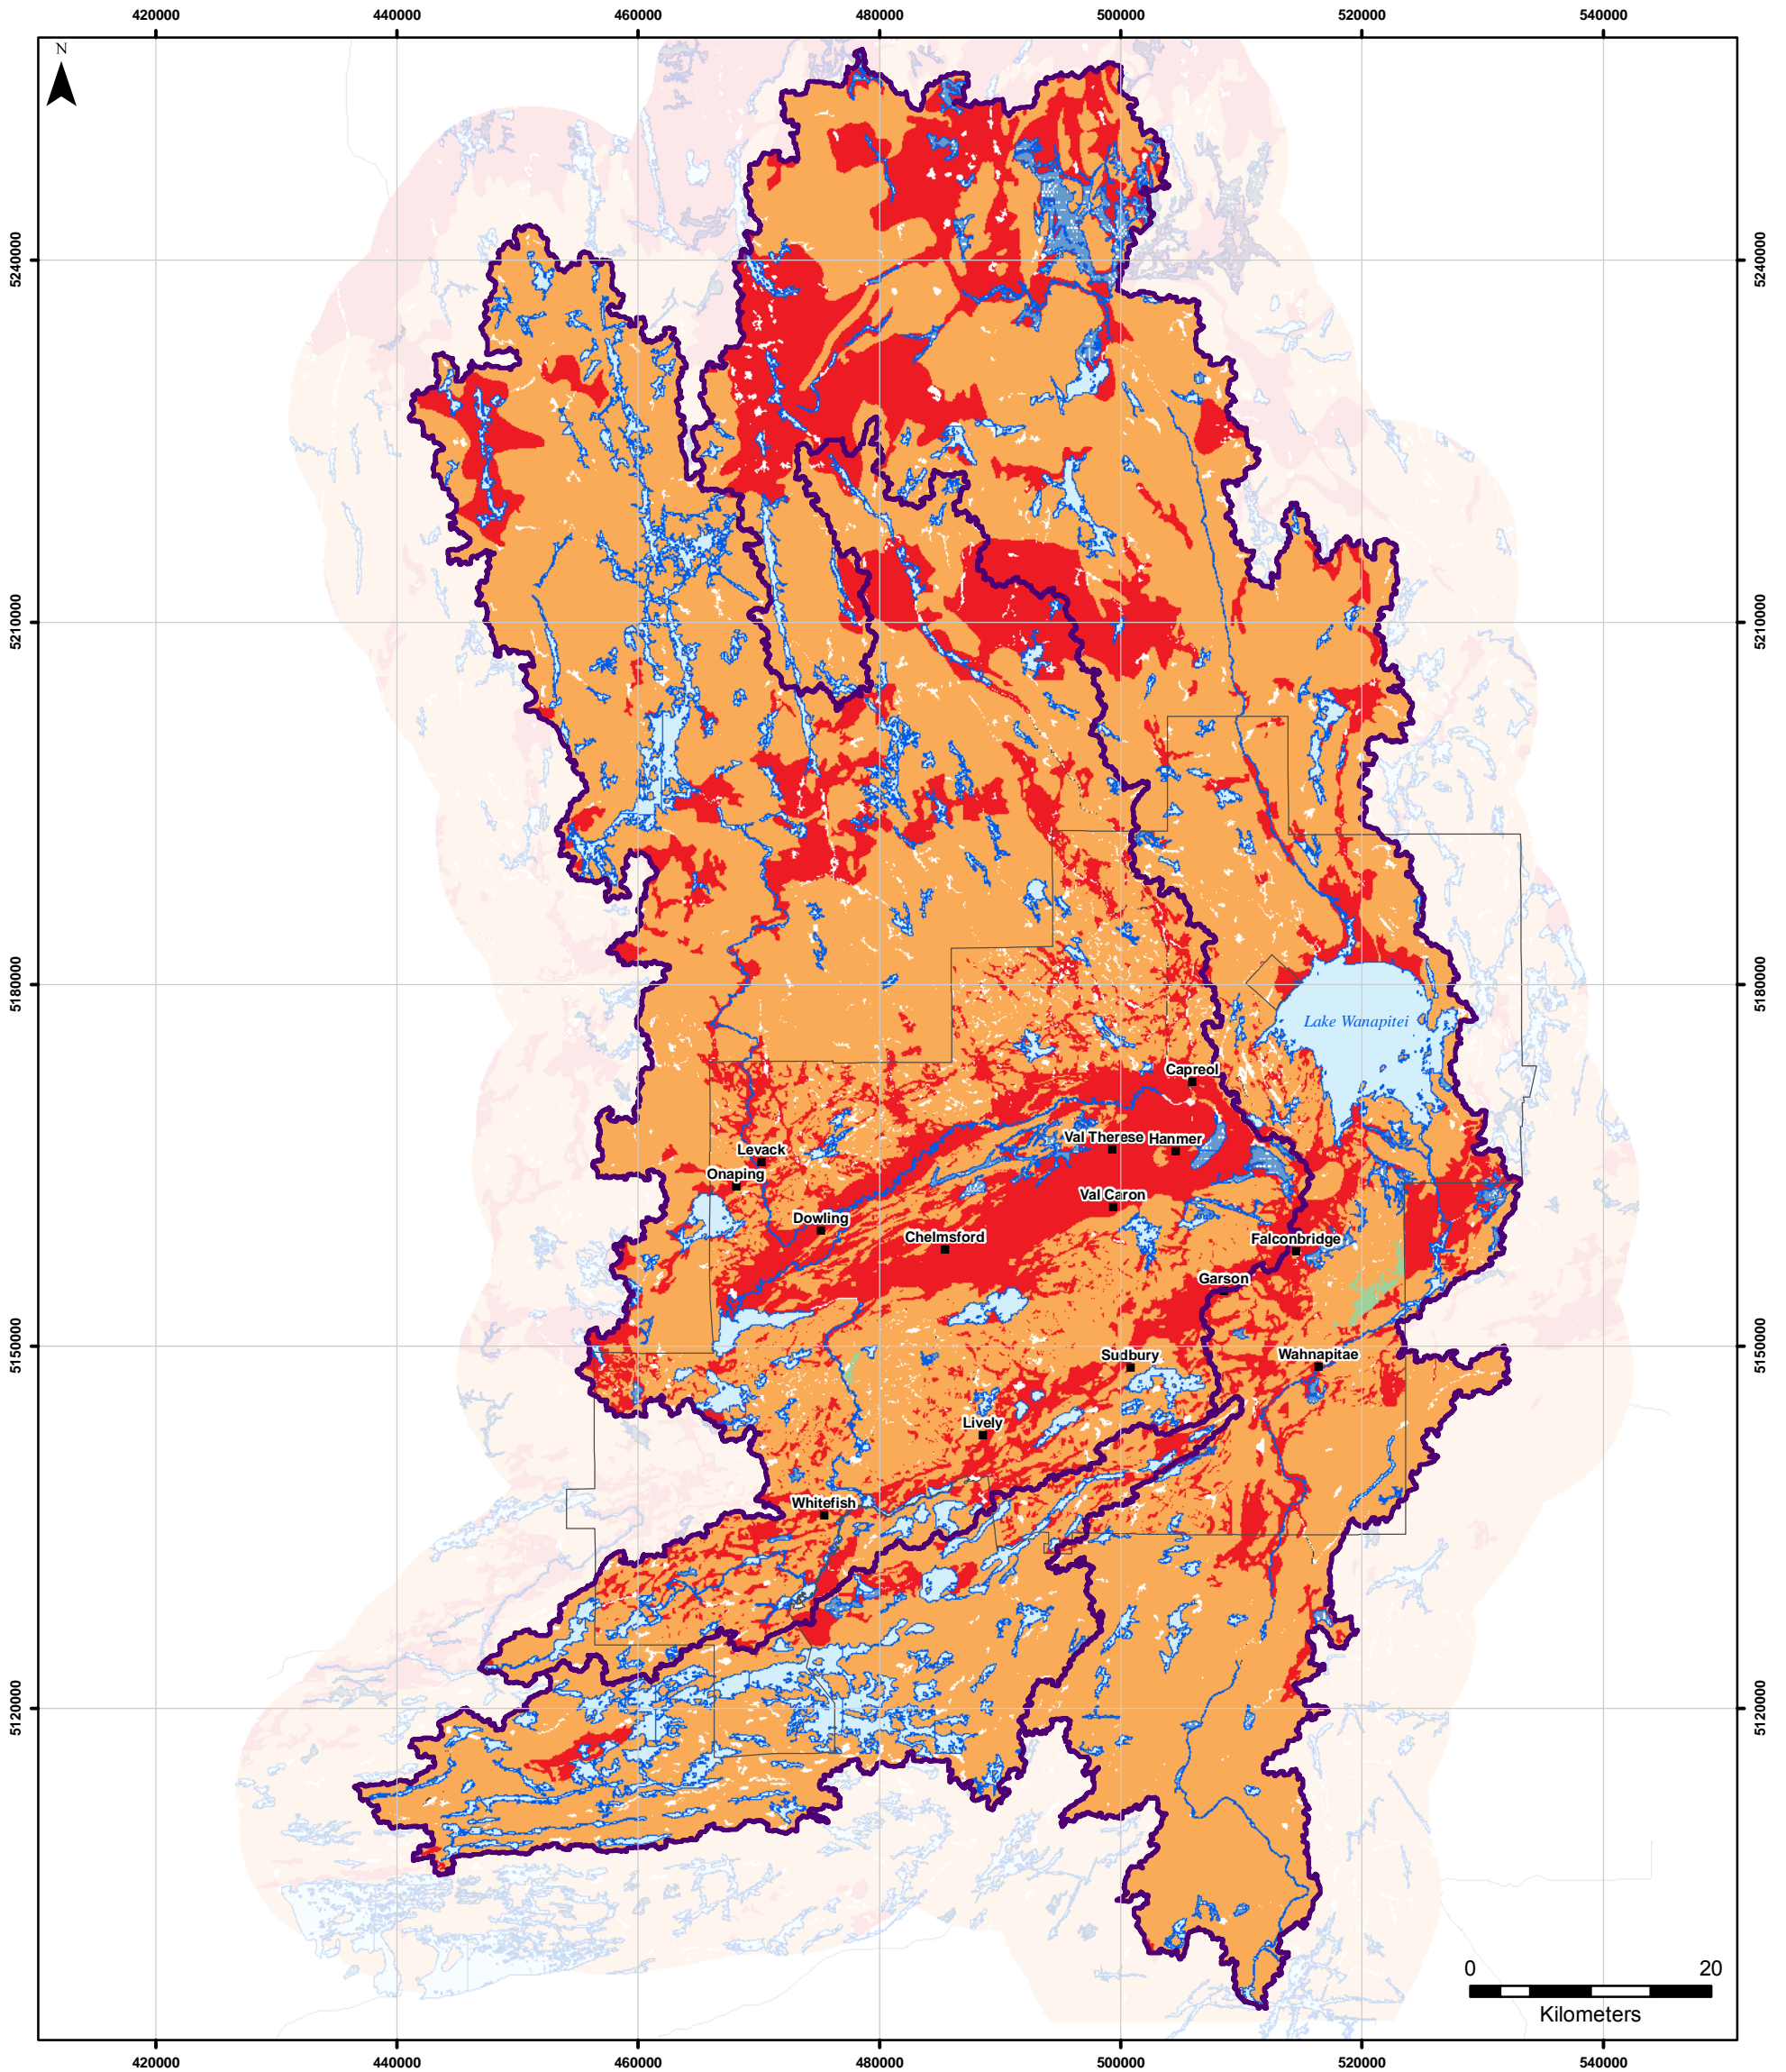 420000 440000 460000 480000 500000 520000 540000
N
5240000 5240000
5210000 5210000
5180000 5180000
Lake Wanapitei
Capreol
Val Therese Hanmer
Levack
Onaping
Val Caron
Dowling
Chelmsford
Falconbridge
Garson
5150000 5150000
Sudbury
Wahnapitae
Lively
Whitefish
5120000 5120000
0 20
Kilometers
420000 440000 460000 480000 500000 520000 540000